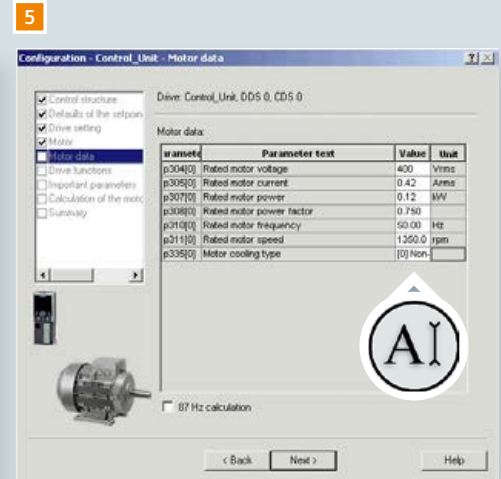 5
Configuration - Control_Unit - Motor data
Control structure
Defaults of the setpoin
Drive setting
Motor
Motor data
Drive functions
Important parameters
Calculation of the motc
Summary
Drive: Control_Unit, DDS 0, CDS 0
Motor data:
aramete Parameter text Value Unit
p304[0] Rated motor voltage 400 Vrms
p305[0] Rated motor current 0.42 Arms
p307[0] Rated motor power 0.12 kW
p308[0] Rated motor power factor 0.750
p310[0] Rated motor frequency 50.00 Hz
p311[0] Rated motor speed 1350.0 rpm
p335[0] Motor cooling type [0] Non-
A
87 Hz calculation
< Back Next > Help